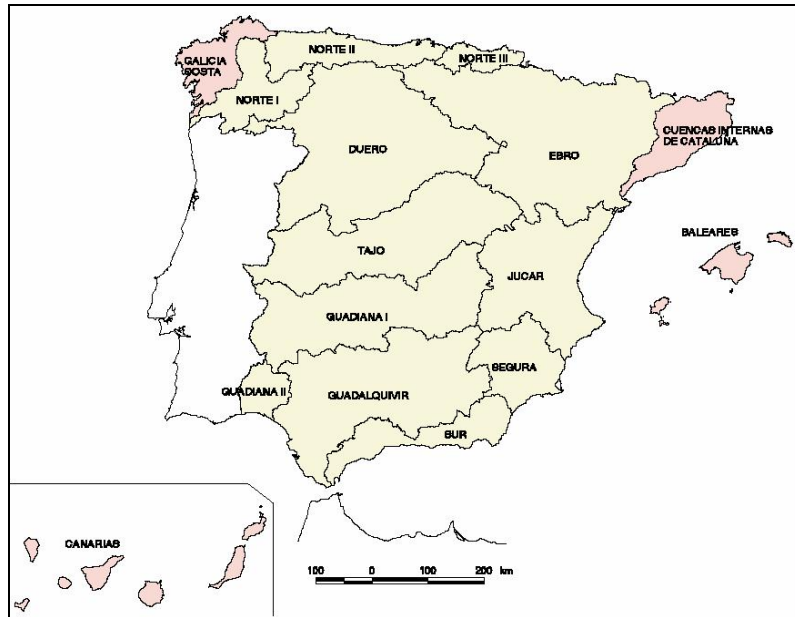 NORTE II
NORTE III
GALICIA
COSTA
NORTE I
CUENCAS INTERNAS
DE CATALUNA
DUERO
EBRO
BALEARES
TAJO
JUCAR
GUADIANA I
SEGURA
GUADIANA II
GUADALQUIVIR
SUR
CANARIAS
100 0 100 200 km